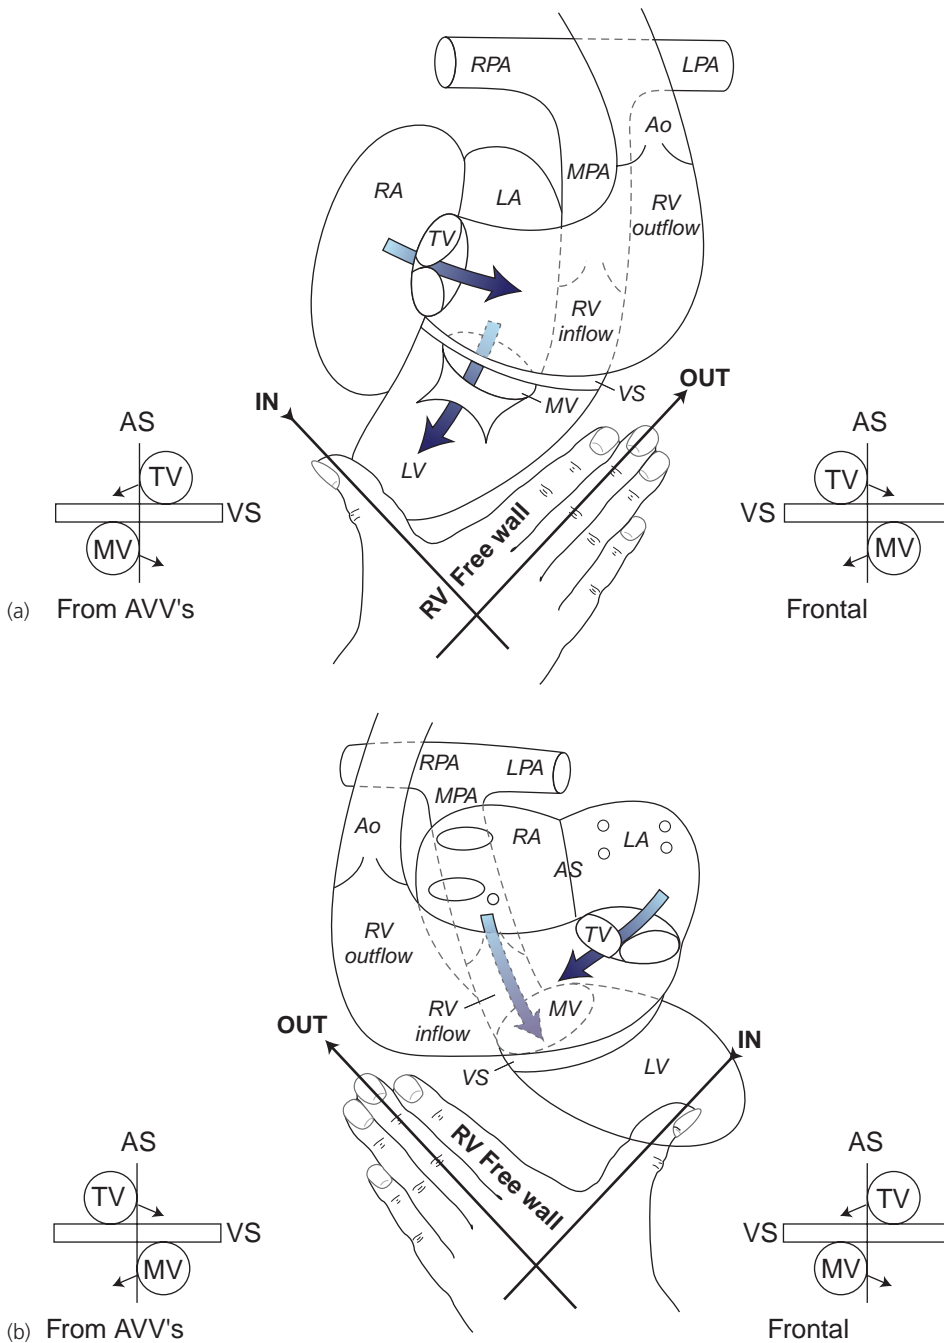 RPA
LPA
Ao
MPA
RA
LA
RV
outflow
TV
RV
inflow
OUT
VS
MV
IN
LV
RV Free wall
AS
TV
VS
MV
(a) From AVV's
AS
TV
VS
MV
Frontal
RPA
LPA
MPA
Ao
RA
LA
AS
TV
RV
outflow
MV
RV
inflow
OUT
IN
VS
LV
RV Free wall
AS
TV
VS
MV
(b) From AVV's
AS
TV
VS
MV
Frontal